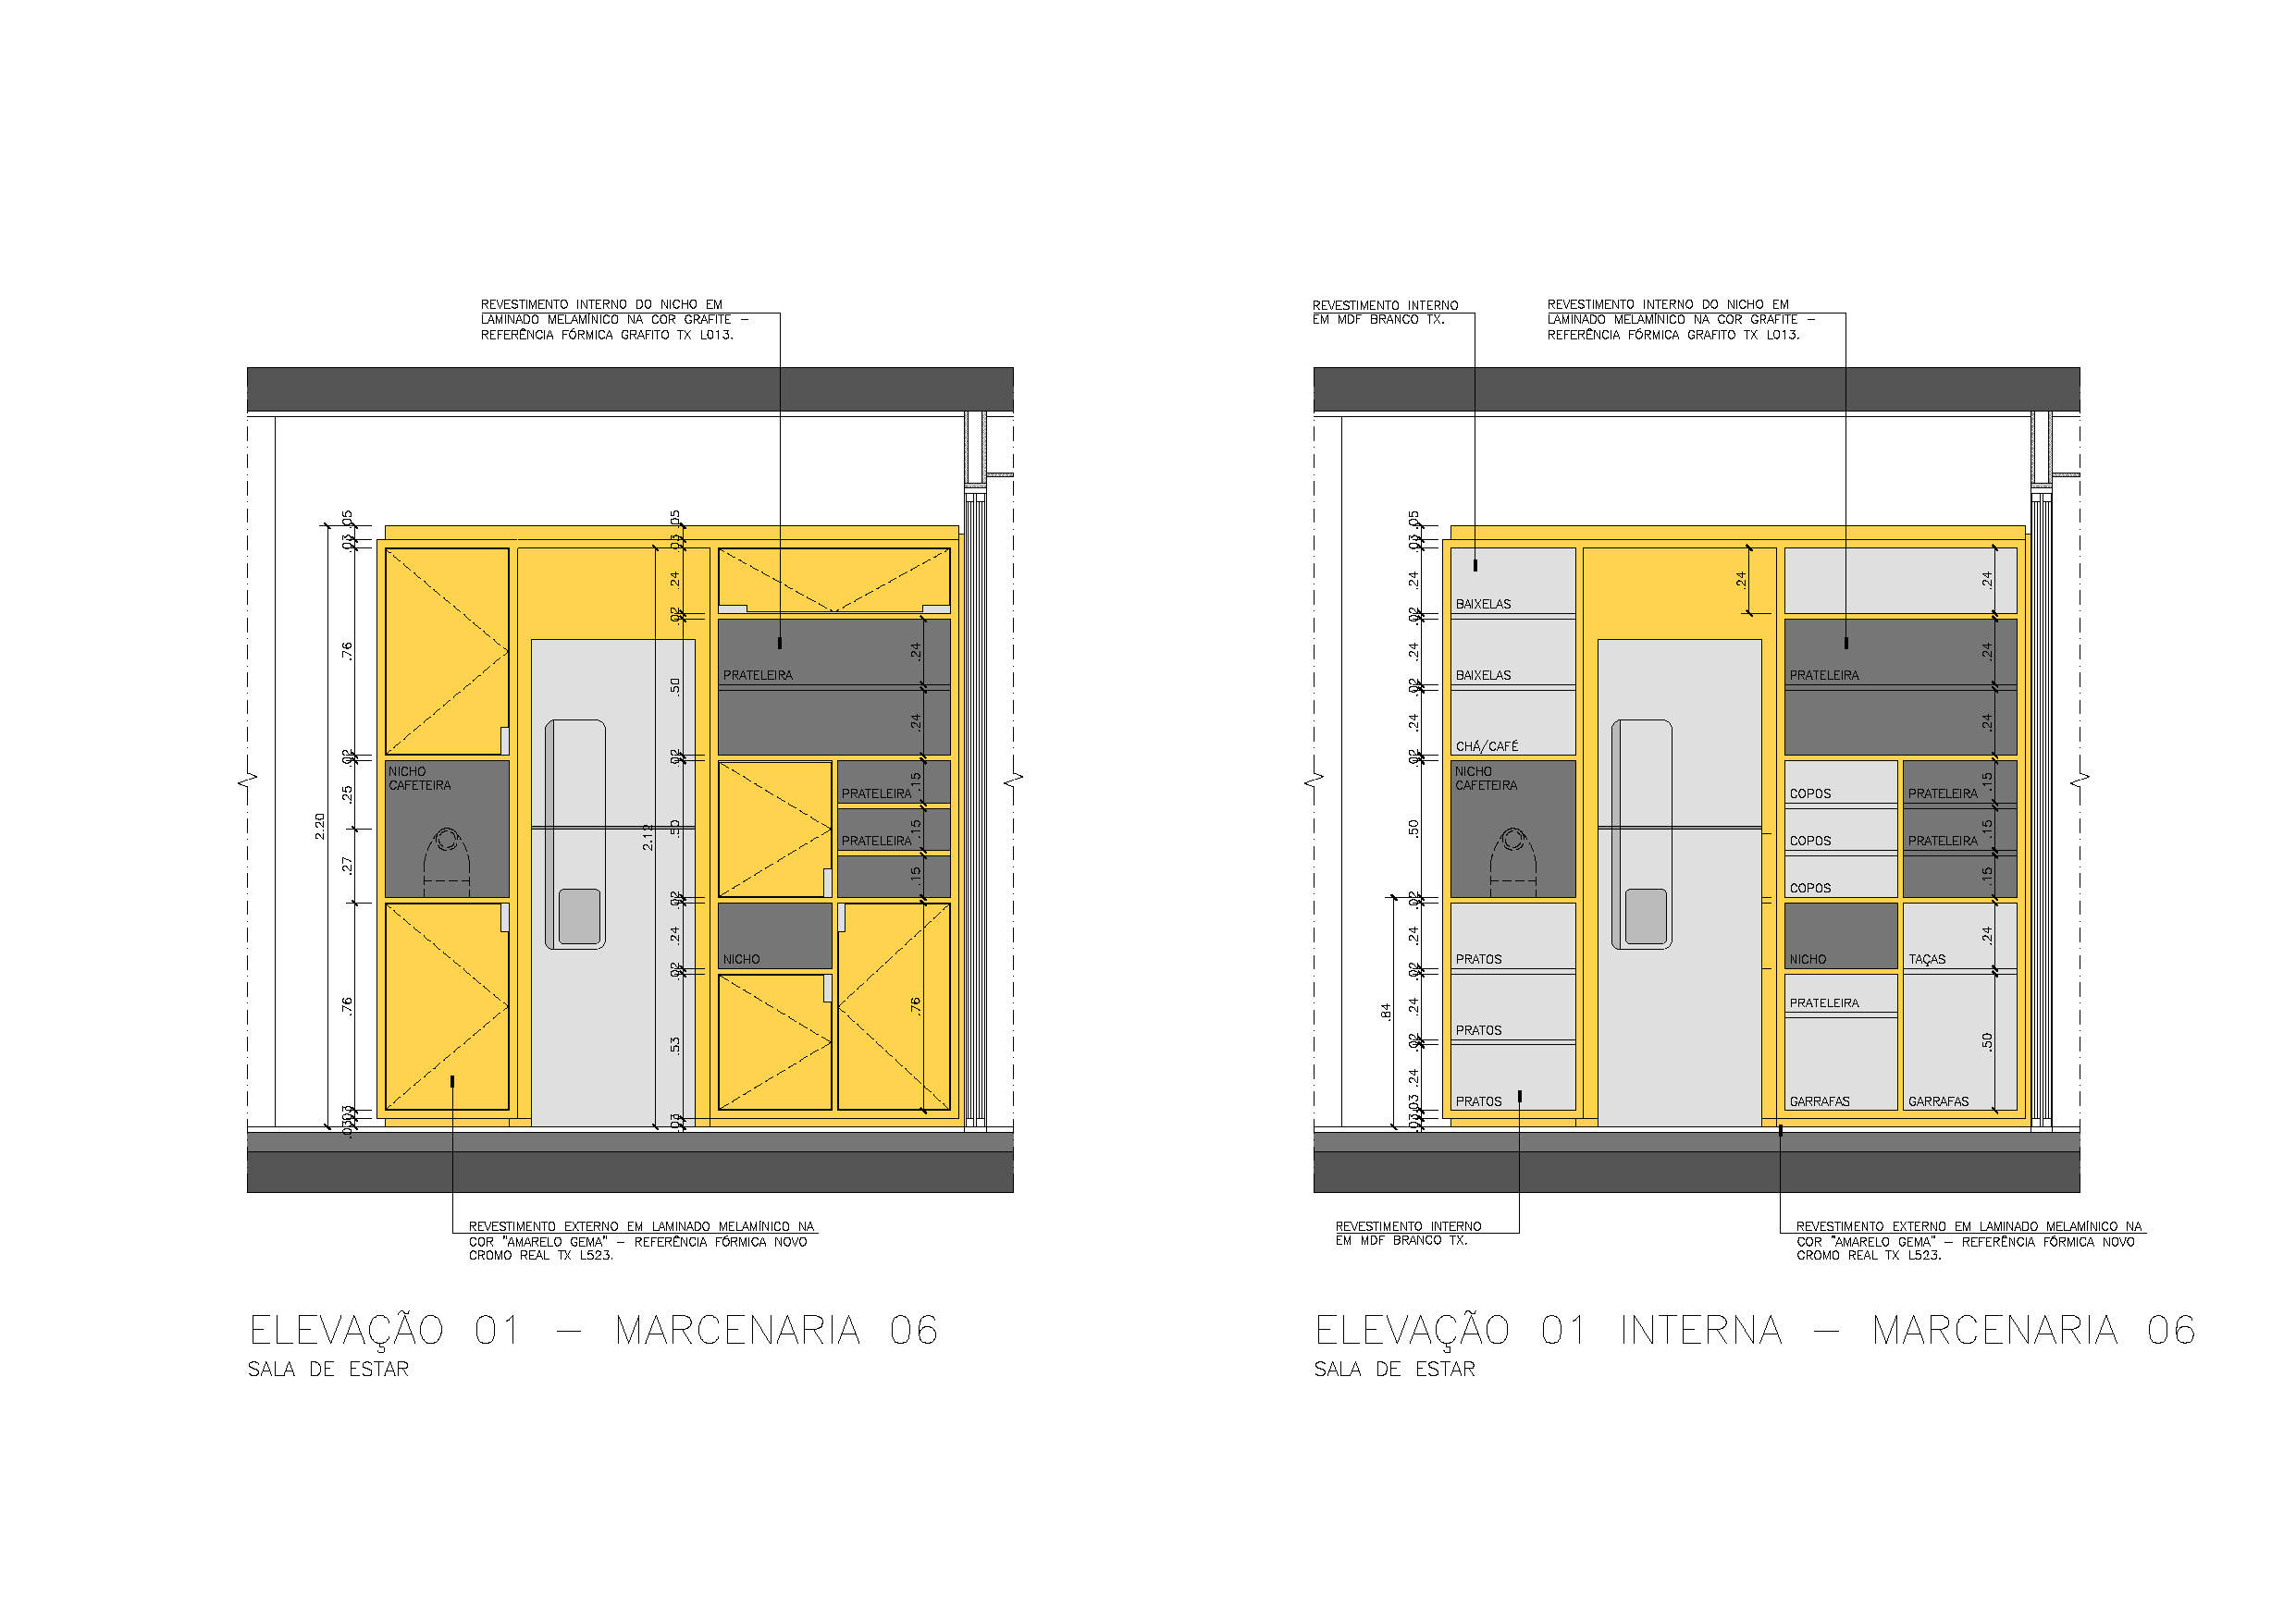 REVESTIMENTO INTERNO DO NICHO EM
LAMINADO MELAMÍNICO NA COR GRAFITE –
REFERÊNCIA FÓRMICA GRAFITO TX L013.
.05
.03
.76
.02
.25
.27
.76
.03
.03
2.20
NICHO
CAFETEIRA
2.12
.05
.03
.24
.02
.50
.02
.50
.02
.24
.02
.53
.03
PRATELEIRA
.24
.24
PRATELEIRA
.15
PRATELEIRA
.15
.15
NICHO
.76
REVESTIMENTO EXTERNO EM LAMINADO MELAMÍNICO NA
COR "AMARELO GEMA" – REFERÊNCIA FÓRMICA NOVO
CROMO REAL TX L523.
ELEVAÇÃO 01 – MARCENARIA 06
SALA DE ESTAR
REVESTIMENTO INTERNO
EM MDF BRANCO TX.
REVESTIMENTO INTERNO DO NICHO EM
LAMINADO MELAMÍNICO NA COR GRAFITE –
REFERÊNCIA FÓRMICA GRAFITO TX L013.
.05
.03
.24
.02
.24
.02
.24
.02
.50
.02
.24
.02
.24
.02
.24
.03
.03
.84
BAIXELAS
BAIXELAS
CHÁ/CAFÉ
NICHO
CAFETEIRA
PRATOS
PRATOS
PRATOS
.24
.24
PRATELEIRA
.24
.24
COPOS
PRATELEIRA
.15
COPOS
PRATELEIRA
.15
COPOS
.15
NICHO
TAÇAS
.24
PRATELEIRA
.50
GARRAFAS
GARRAFAS
REVESTIMENTO INTERNO
EM MDF BRANCO TX.
REVESTIMENTO EXTERNO EM LAMINADO MELAMÍNICO NA
COR "AMARELO GEMA" – REFERÊNCIA FÓRMICA NOVO
CROMO REAL TX L523.
ELEVAÇÃO 01 INTERNA – MARCENARIA 06
SALA DE ESTAR